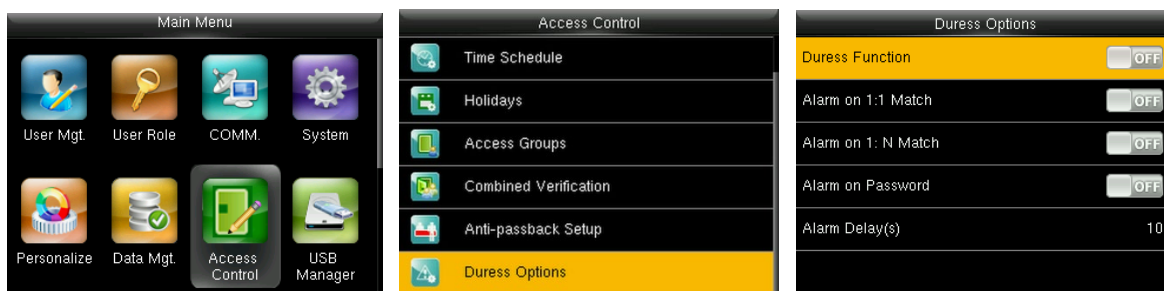 Main Menu
User Mgt.
User Role
COMM.
System
Personalize
Data Mgt.
Access
Control
USB
Manager
Access Control
Time Schedule
Holidays
Access Groups
Combined Verification
Anti-passback Setup
Duress Options
Duress Options
Duress Function OFF
Alarm on 1:1 Match OFF
Alarm on 1: N Match OFF
Alarm on Password OFF
Alarm Delay(s) 10